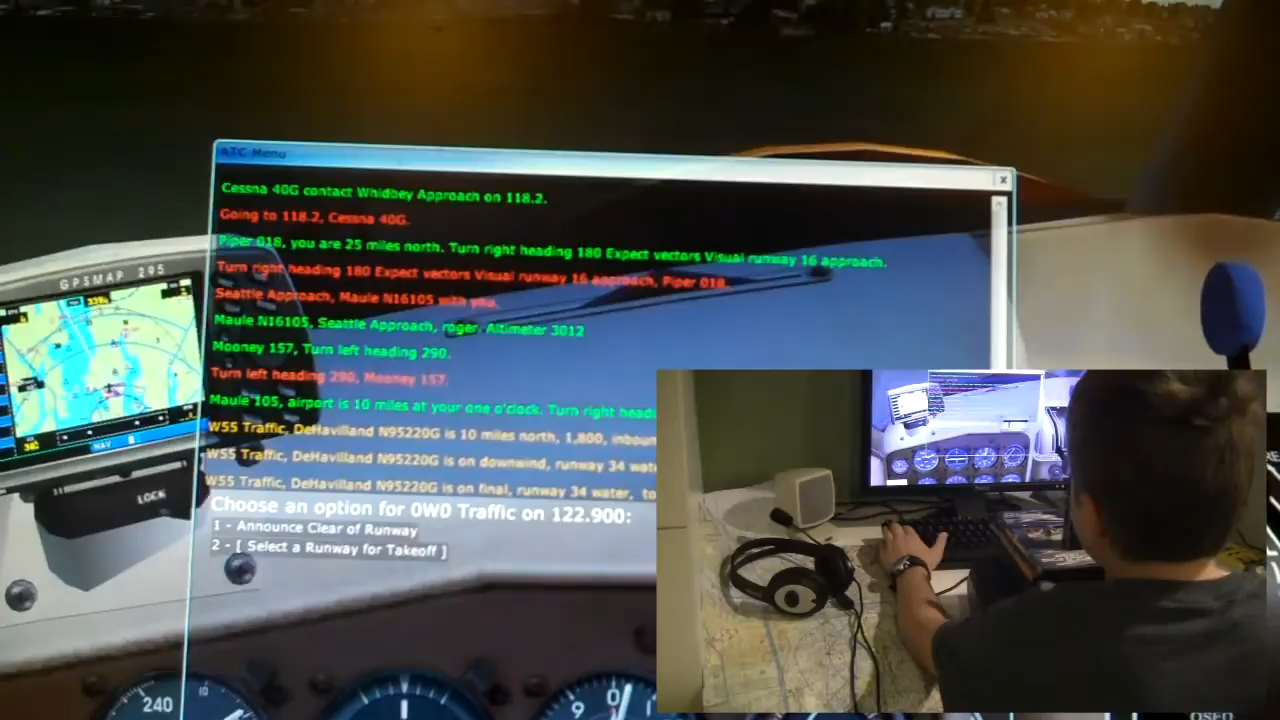 ATC Menu
Cessna 40G contact Whidbey Approach on 118.2.
Going to 118.2, Cessna 40G.
Piper 018, you are 25 miles north. Turn right heading 180 Expect vectors Visual runway 16 approach.
Turn right heading 180 Expect vectors Visual runway 16 approach, Piper 018.
Seattle Approach, Maule N16105 with you.
Maule N16105, Seattle Approach, roger. Altimeter 3012
Mooney 157, Turn left heading 290.
Turn left heading 290, Mooney 157.
Maule 105, airport is 10 miles at your one o'clock. Turn right headi
W55 Traffic, DeHavilland N95220G is 10 miles north, 1,800, inboun
W55 Traffic, DeHavilland N95220G is on downwind, runway 34 wate
W55 Traffic, DeHavilland N95220G is on final, runway 34 water, to
Choose an option for 0W0 Traffic on 122.900:
1 - Announce Clear of Runway
2 - [ Select a Runway for Takeoff ]
GPSMAP 295
NAV
LOCK
240
10
9
0